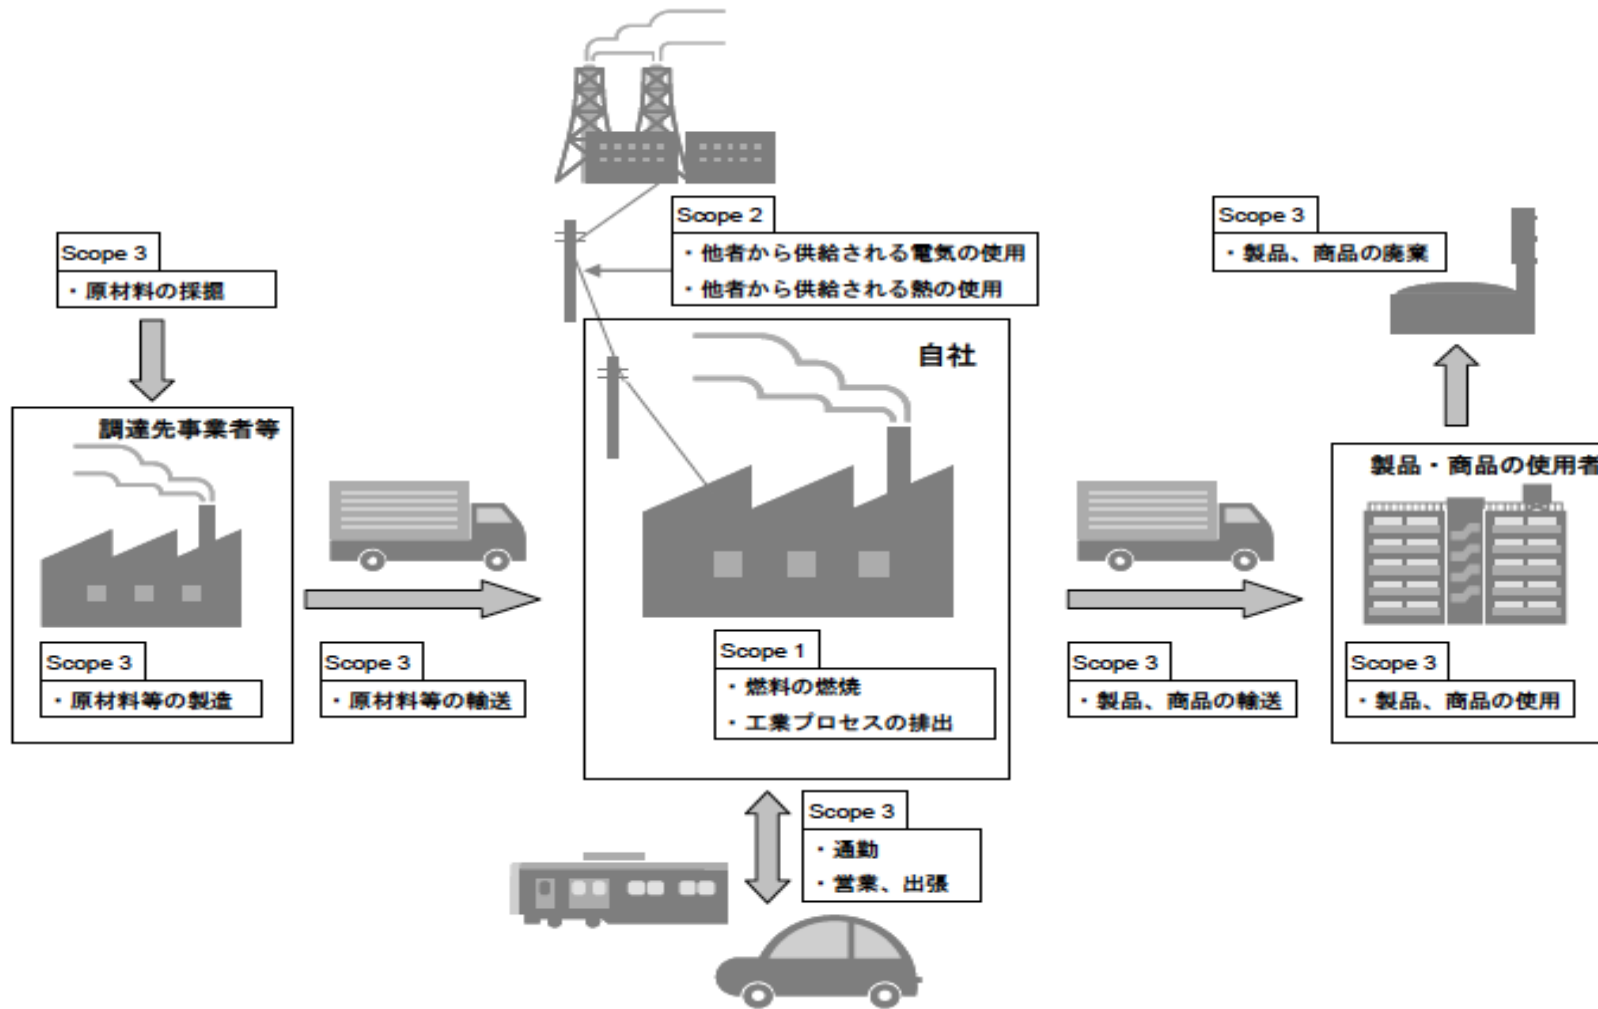 Scope 2
・他者から供給される電気の使用
・他者から供給される熱の使用
Scope 3
・製品、商品の廃棄
Scope 3
・原材料の採掘
自社
調達先事業者等
製品・商品の使用者
Scope 3
・原材料等の製造
Scope 3
・原材料等の輸送
Scope 1
・燃料の燃焼
・工業プロセスの排出
Scope 3
・製品、商品の輸送
Scope 3
・製品、商品の使用
Scope 3
・通勤
・営業、出張